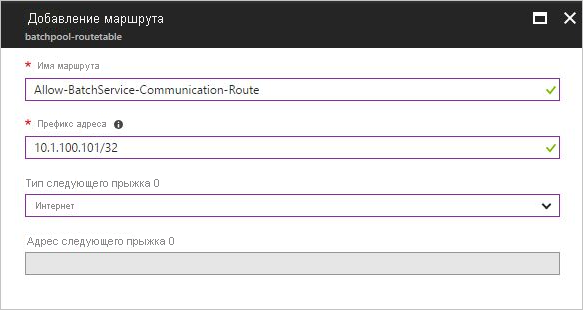 Добавление маршрута
batchpool-routetable
* Имя маршрута
Allow-BatchService-Communication-Route
* Префикс адреса
10.1.100.101/32
Тип следующего прыжка 0
Интернет
Адрес следующего прыжка 0